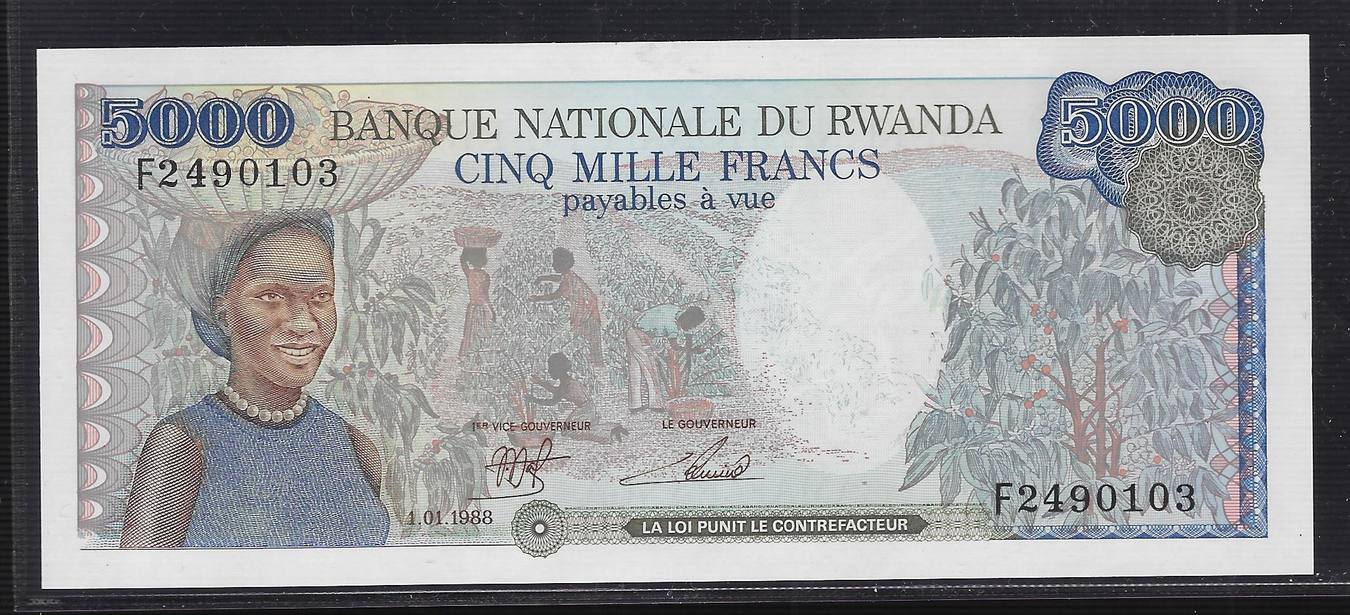 5000
BANQUE NATIONALE DU RWANDA
5000
F2490103
CINQ MILLE FRANCS
payables à vue
1ER VICE-GOUVERNEUR
LE GOUVERNEUR
1.01.1988
F2490103
LA LOI PUNIT LE CONTREFACTEUR